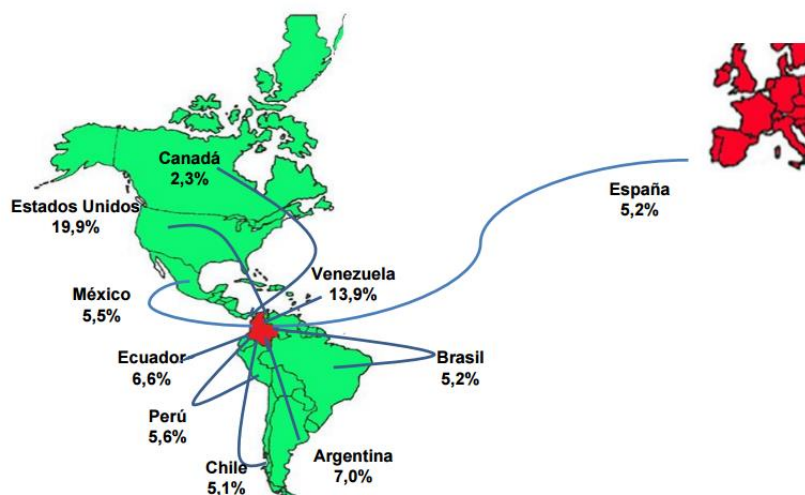 Canadá
2,3%
Estados Unidos
19,9%
España
5,2%
Venezuela
13,9%
México
5,5%
Ecuador
6,6%
Brasil
5,2%
Perú
5,6%
Chile
5,1%
Argentina
7,0%